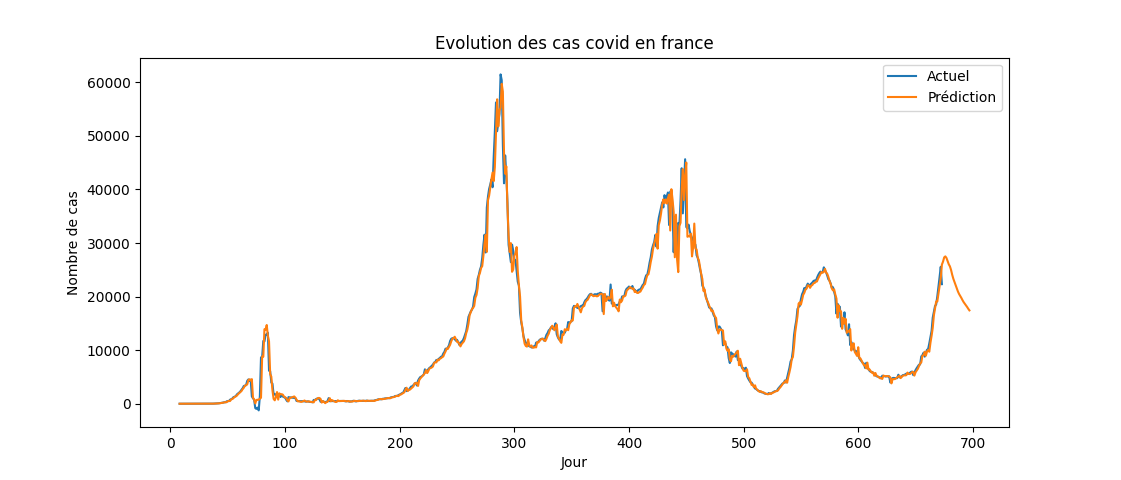 Evolution des cas covid en france
Actuel
Prédiction
60000
50000
40000
30000
20000
10000
0
Nombre de cas
0 100 200 300 400 500 600 700
Jour